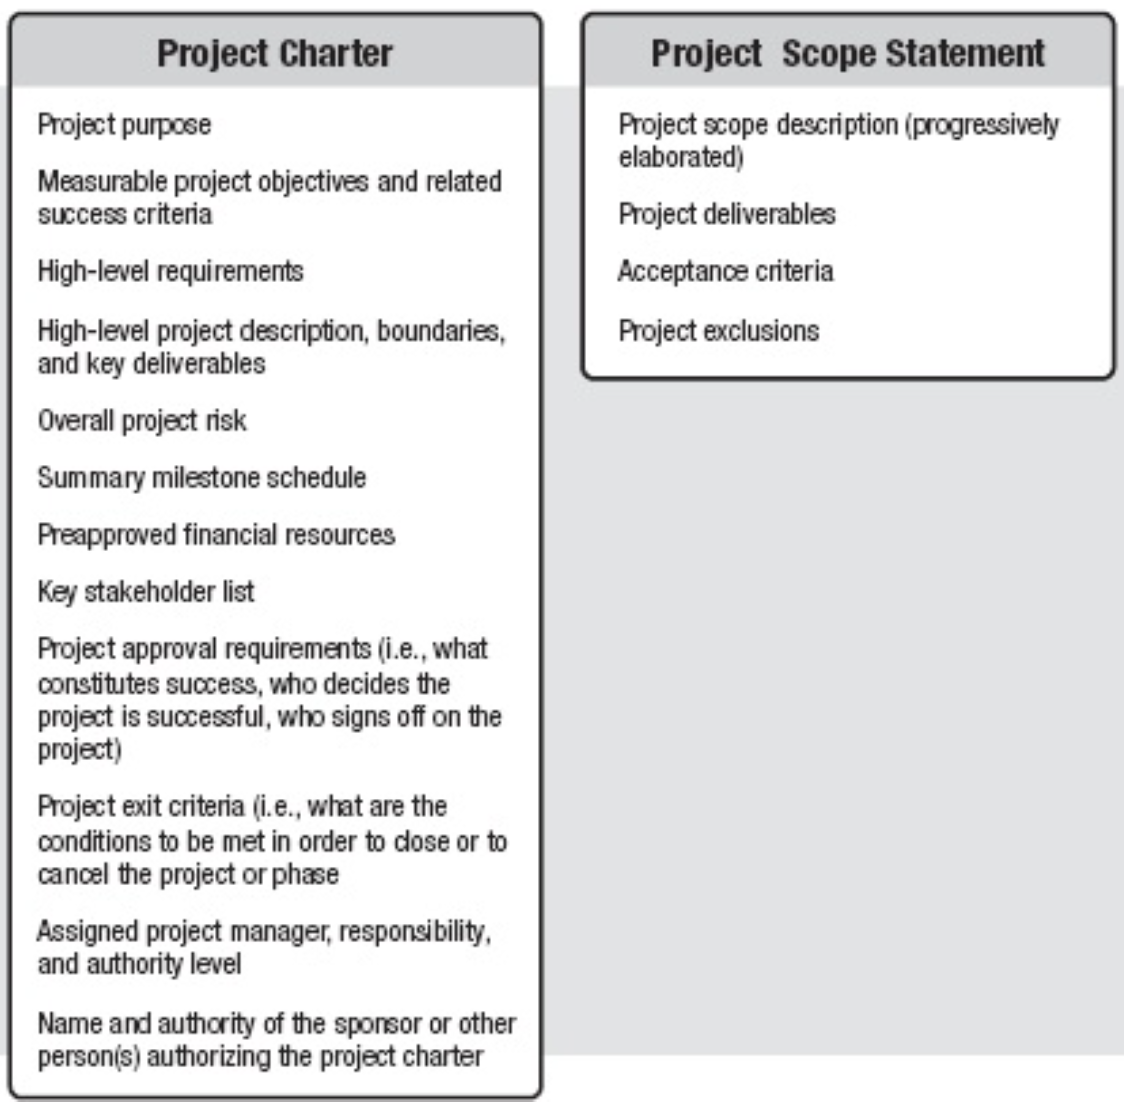 Project Charter
Project purpose
Measurable project objectives and related
success criteria
High-level requirements
High-level project description, boundaries,
and key deliverables
Overall project risk
Summary milestone schedule
Preapproved financial resources
Key stakeholder list
Project approval requirements (i.e., what
constitutes success, who decides the
project is successful, who signs off on the
project)
Project exit criteria (i.e., what are the
conditions to be met in order to close or to
cancel the project or phase
Assigned project manager, responsibility,
and authority level
Name and authority of the sponsor or other
person(s) authorizing the project charter
Project Scope Statement
Project scope description (progressively
elaborated)
Project deliverables
Acceptance criteria
Project exclusions